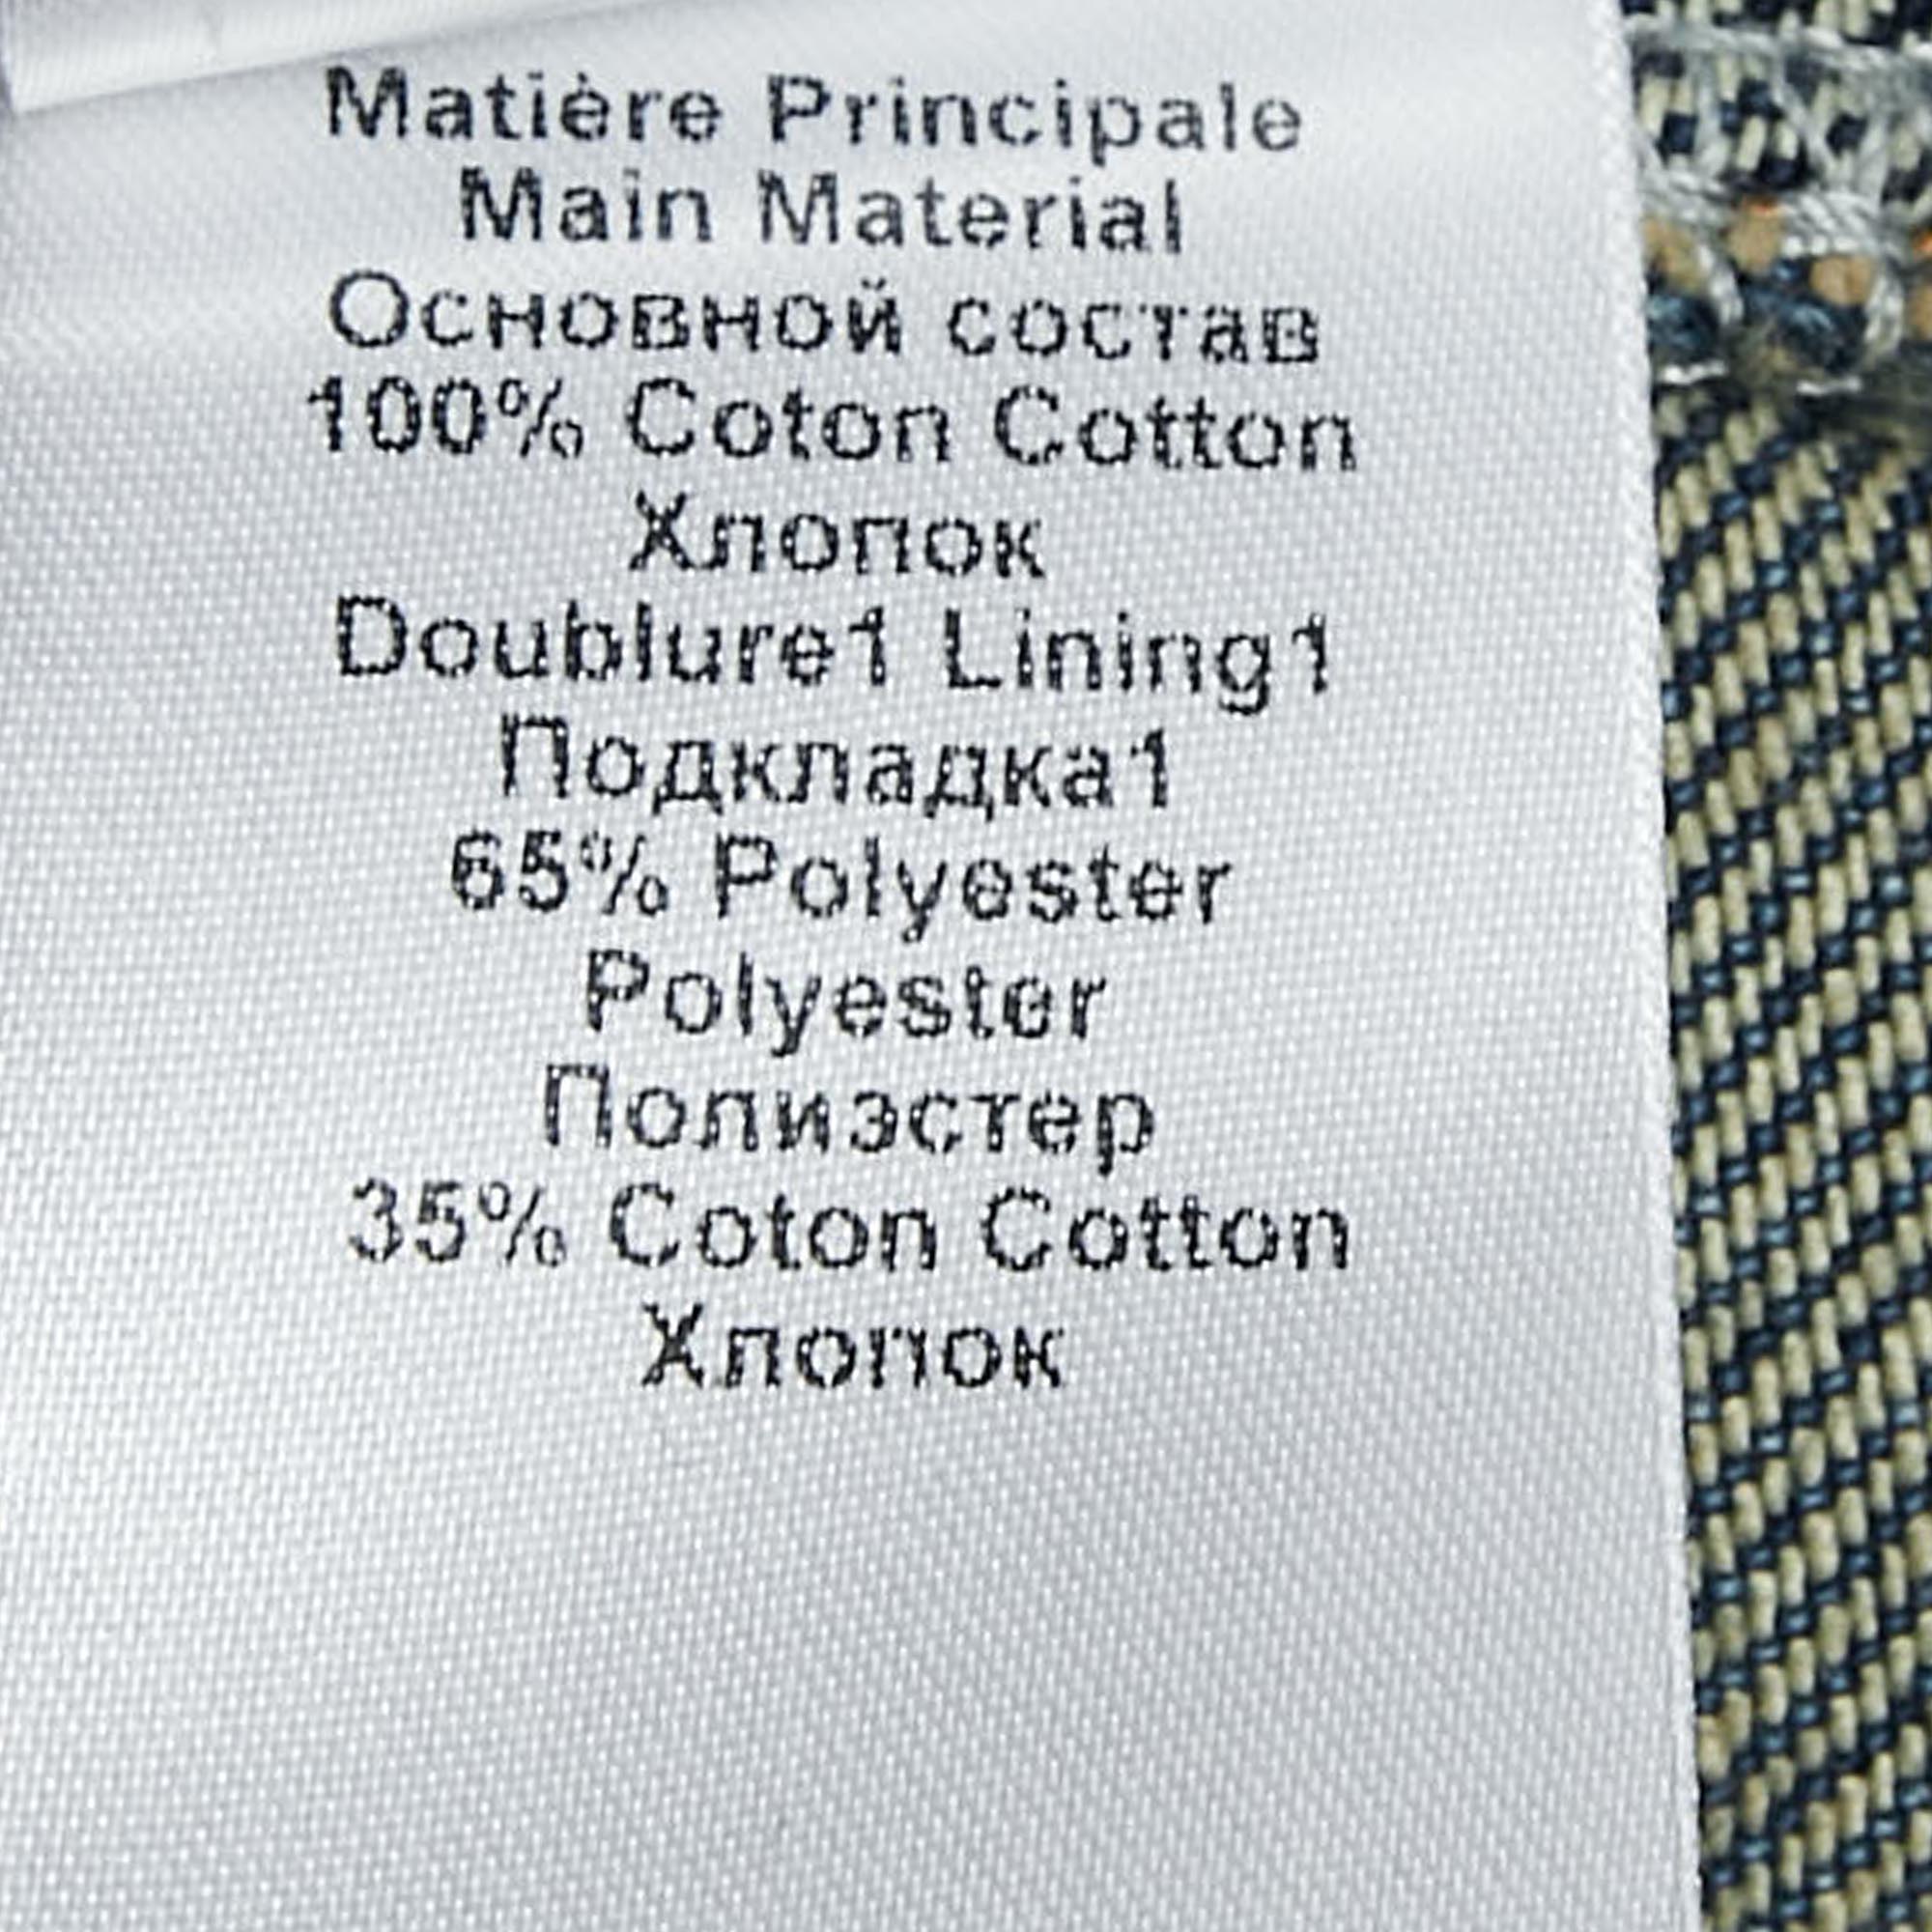 Matière Principale
Main Material
Основной состав
100% Coton Cotton
Хлопок
Doublure1 Lining1
Подкладка1
65% Polyester
Polyester
Полиэстер
35% Coton Cotton
Хлопок